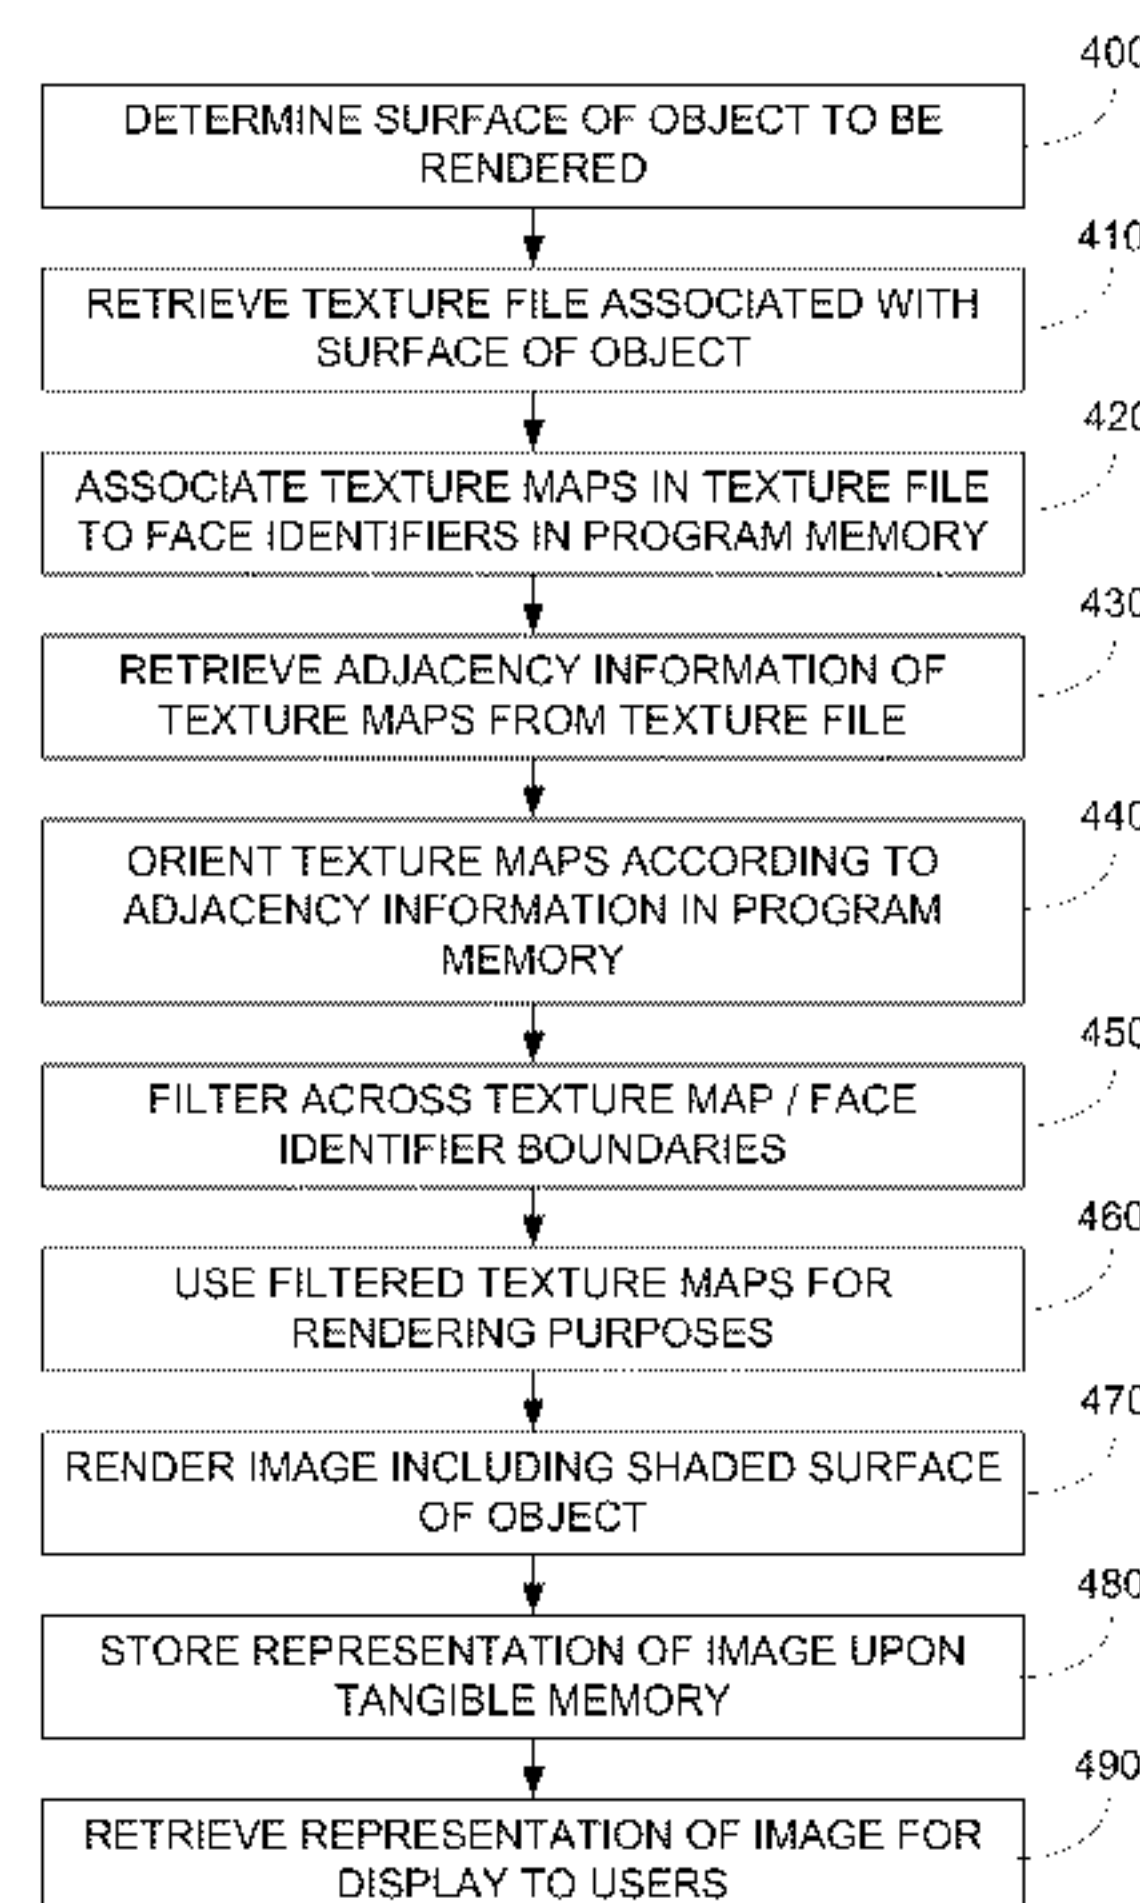 400
DETERMINE SURFACE OF OBJECT TO BE
RENDERED
410
RETRIEVE TEXTURE FILE ASSOCIATED WITH
SURFACE OF OBJECT
420
ASSOCIATE TEXTURE MAPS IN TEXTURE FILE
TO FACE IDENTIFIERS IN PROGRAM MEMORY
430
RETRIEVE ADJACENCY INFORMATION OF
TEXTURE MAPS FROM TEXTURE FILE
440
ORIENT TEXTURE MAPS ACCORDING TO
ADJACENCY INFORMATION IN PROGRAM
MEMORY
450
FILTER ACROSS TEXTURE MAP / FACE
IDENTIFIER BOUNDARIES
460
USE FILTERED TEXTURE MAPS FOR
RENDERING PURPOSES
470
RENDER IMAGE INCLUDING SHADED SURFACE
OF OBJECT
480
STORE REPRESENTATION OF IMAGE UPON
TANGIBLE MEMORY
490
RETRIEVE REPRESENTATION OF IMAGE FOR
DISPLAY TO USERS